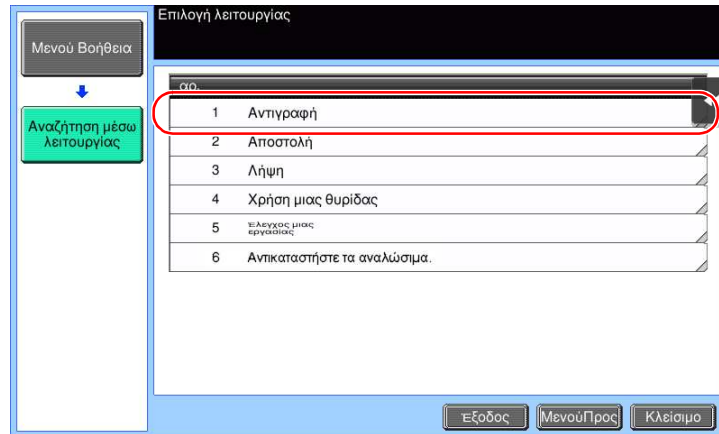 Επιλογή λειτουργίας
Μενού Βοήθεια
Αναζήτηση μέσω
λειτουργίας
αρ.
1 Αντιγραφή
2 Αποστολή
3 Λήψη
4 Χρήση μιας θυρίδας
5 Έλεγχος μιας
εργασίας
6 Αντικαταστήστε τα αναλώσιμα.
Έξοδος ΜενούΠρος Κλείσιμο